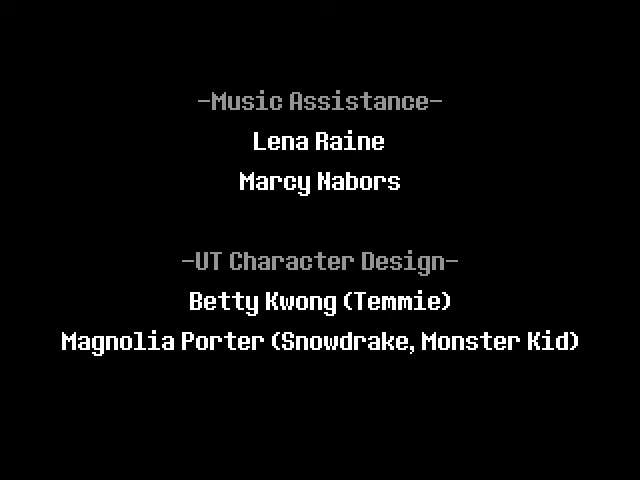 -Music Assistance-
Lena Raine
Marcy Nabors
-UT Character Design-
Betty Kwong (Temmie)
Magnolia Porter (Snowdrake, Monster Kid)